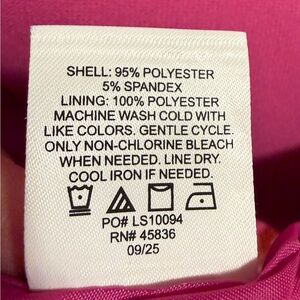 SHELL: 95% POLYESTER
5% SPANDEX
LINING: 100% POLYESTER
MACHINE WASH COLD WITH
LIKE COLORS. GENTLE CYCLE.
ONLY NON-CHLORINE BLEACH
WHEN NEEDED. LINE DRY.
COOL IRON IF NEEDED.
PO# LS10094
RN# 45836
09/25